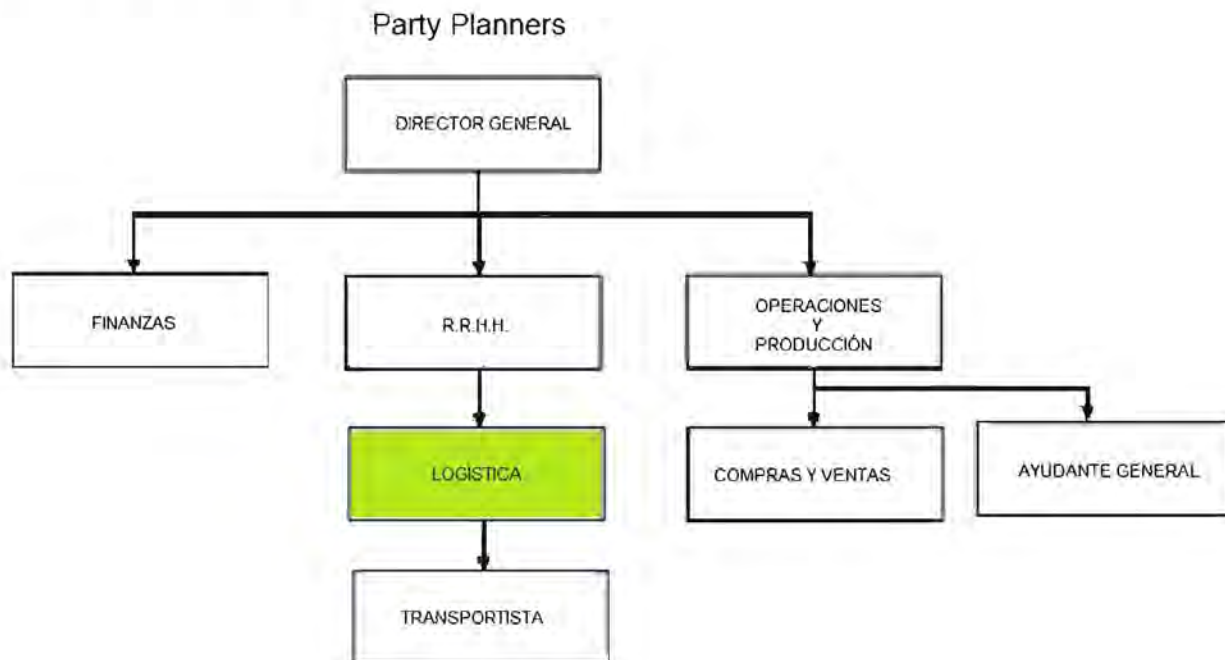 Party Planners
DIRECTOR GENERAL
FINANZAS
R.R.H.H.
OPERACIONES
Y
PRODUCCIÓN
LOGÍSTICA
COMPRAS Y VENTAS
AYUDANTE GENERAL
TRANSPORTISTA